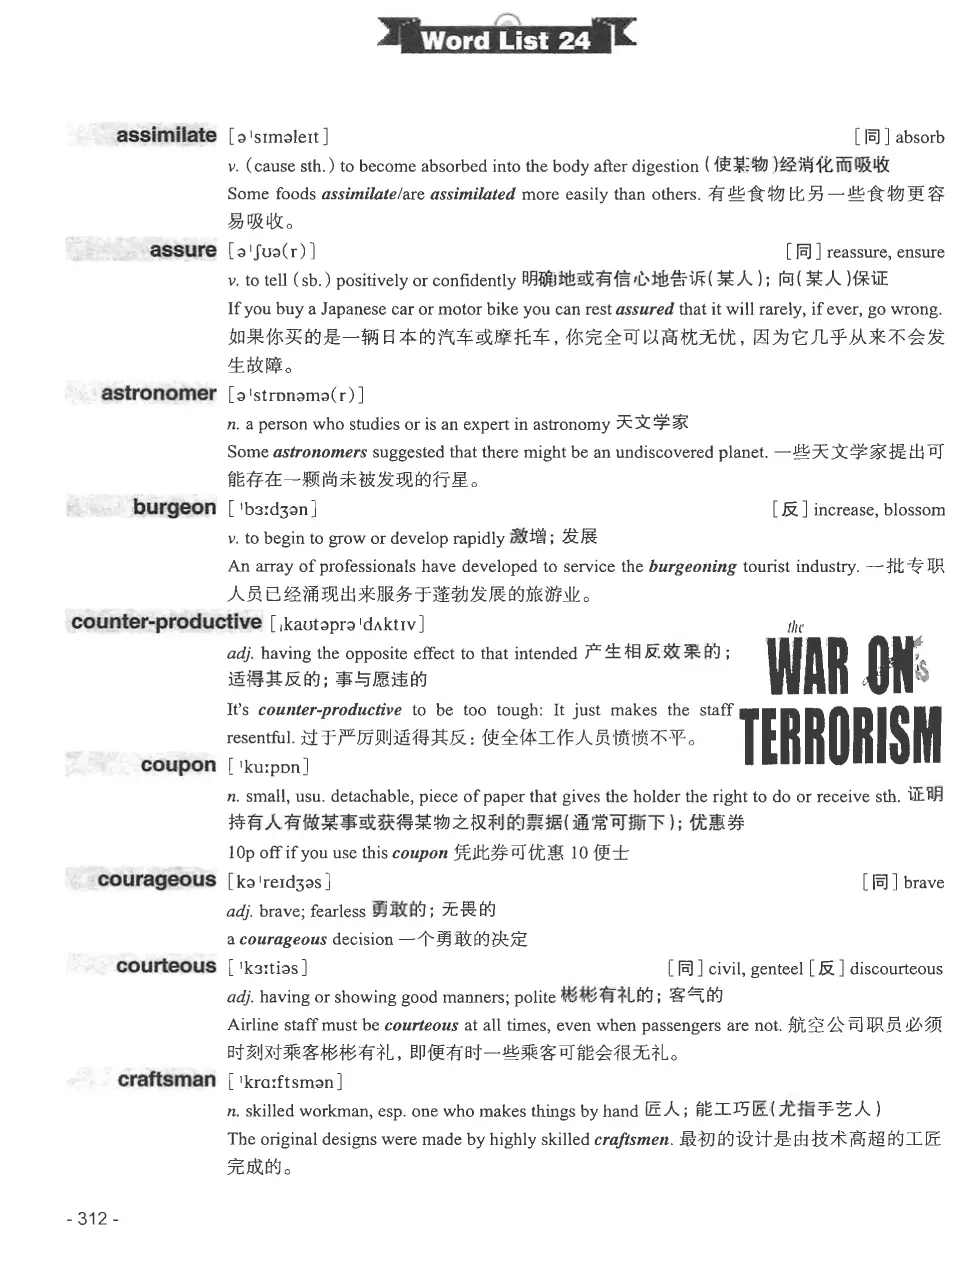 Word List 24
assimilate [əˈsɪməleɪt] [同] absorb
v. (cause sth.) to become absorbed into the body after digestion (使某物)经消化而吸收
Some foods assimilate/are assimilated more easily than others. 有些食物比另一些食物更容
易吸收。
assure [əˈʃʊə(r)] [同] reassure, ensure
v. to tell (sb.) positively or confidently 明确地或有信心地告诉(某人); 向(某人)保证
If you buy a Japanese car or motor bike you can rest assured that it will rarely, if ever, go wrong.
如果你买的是一辆日本的汽车或摩托车, 你完全可以高枕无忧, 因为它几乎从来不会发
生故障。
astronomer [əˈstrɒnəmə(r)]
n. a person who studies or is an expert in astronomy 天文学家
Some astronomers suggested that there might be an undiscovered planet. 一些天文学家提出可
能存在一颗尚未被发现的行星。
burgeon [ˈbɜːdʒən] [反] increase, blossom
v. to begin to grow or develop rapidly 激增; 发展
An array of professionals have developed to service the burgeoning tourist industry. 一批专职
人员已经涌现出来服务于蓬勃发展的旅游业。
counter-productive [ˌkaʊtəprəˈdʌktɪv]
adj. having the opposite effect to that intended 产生相反效果的;
适得其反的; 事与愿违的
It's counter-productive to be too tough: It just makes the staff
resentful. 过于严厉则适得其反: 使全体工作人员愤愤不平。
the
WAR ON
TERRORISM
coupon [ˈkuːpɒn]
n. small, usu. detachable, piece of paper that gives the holder the right to do or receive sth. 证明
持有人有做某事或获得某物之权利的票据(通常可撕下); 优惠券
10p off if you use this coupon 凭此券可优惠 10 便士
courageous [kəˈreɪdʒəs] [同] brave
adj. brave; fearless 勇敢的; 无畏的
a courageous decision 一个勇敢的决定
courteous [ˈkɜːtiəs] [同] civil, genteel [反] discourteous
adj. having or showing good manners; polite 彬彬有礼的; 客气的
Airline staff must be courteous at all times, even when passengers are not. 航空公司职员必须
时刻对乘客彬彬有礼, 即便有时一些乘客可能会很无礼。
craftsman [ˈkrɑːftsmən]
n. skilled workman, esp. one who makes things by hand 匠人; 能工巧匠(尤指手艺人)
The original designs were made by highly skilled craftsmen. 最初的设计是由技术高超的工匠
完成的。
- 312 -